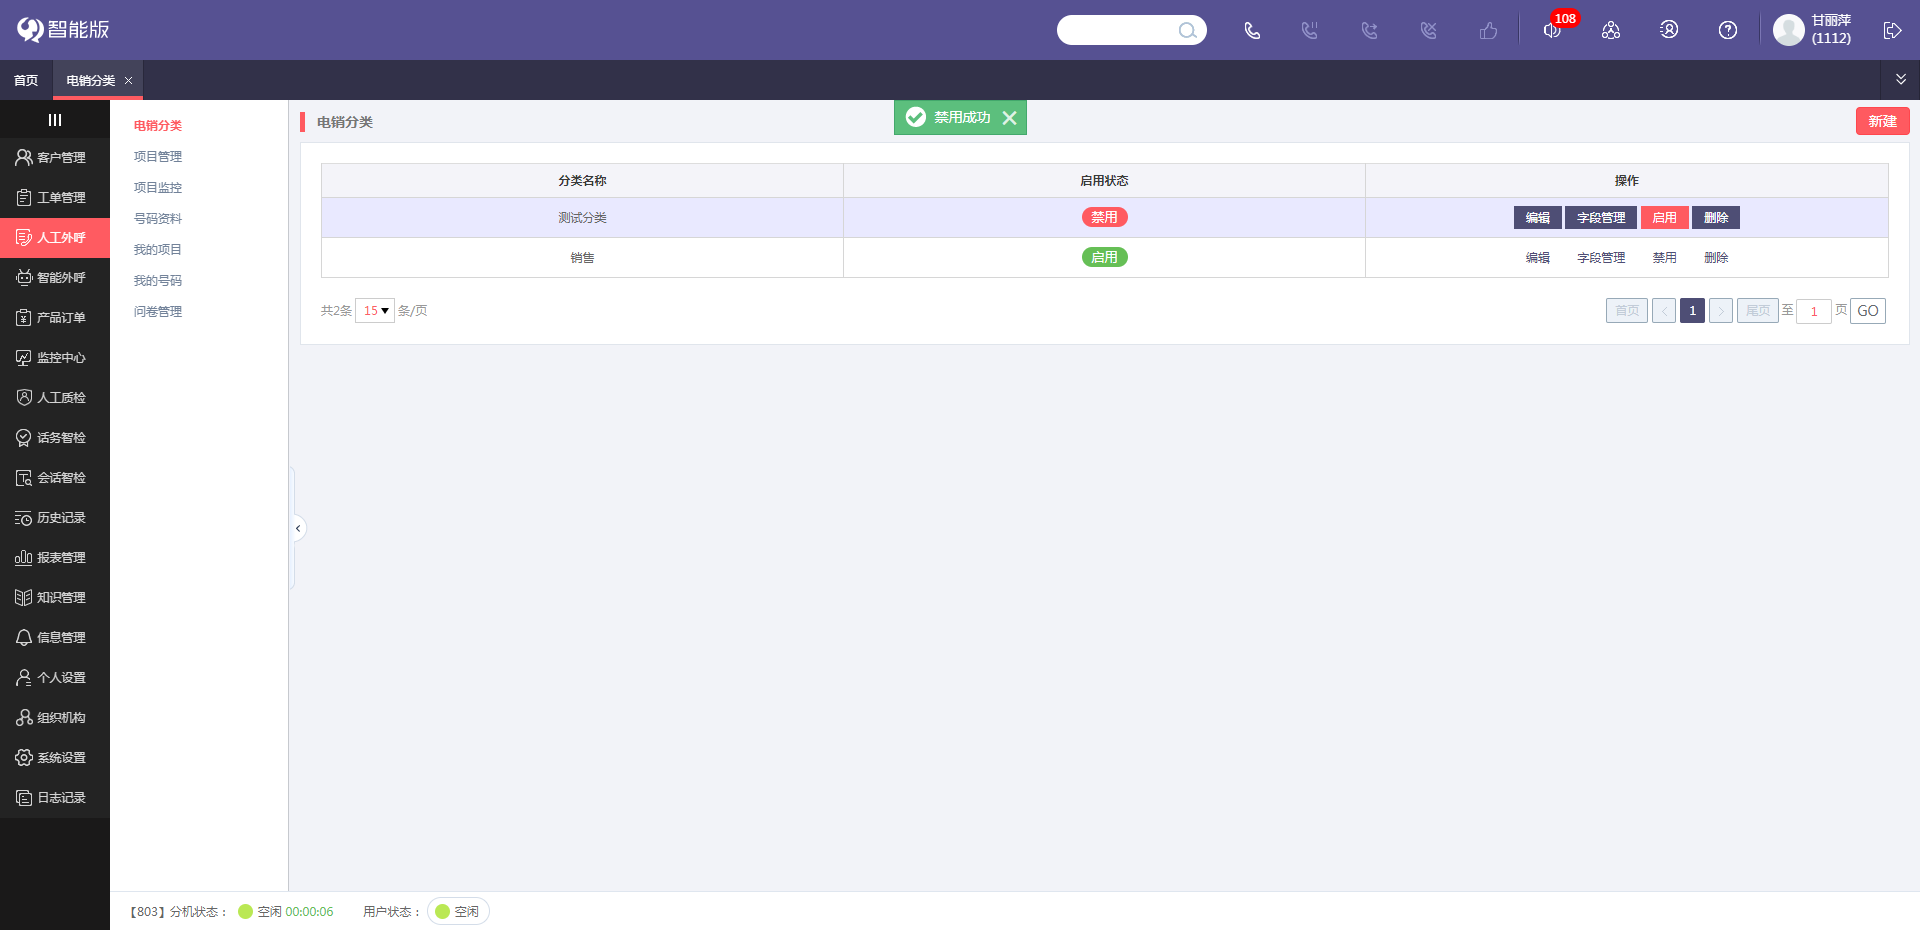 智能版
108
甘丽萍
(1112)
首页
电销分类
客户管理
工单管理
人工外呼
智能外呼
产品订单
监控中心
人工质检
话务智检
会话智检
历史记录
报表管理
知识管理
信息管理
个人设置
组织机构
系统设置
日志记录
电销分类
项目管理
项目监控
号码资料
我的项目
我的号码
问卷管理
电销分类
禁用成功
新建
分类名称 启用状态 操作
测试分类 禁用 编辑 字段管理 启用 删除
销售 启用 编辑 字段管理 禁用 删除
共2条 15 条/页
首页 < 1 > 尾页 至 1 页 GO
【803】分机状态： 空闲 00:00:06 用户状态： 空闲